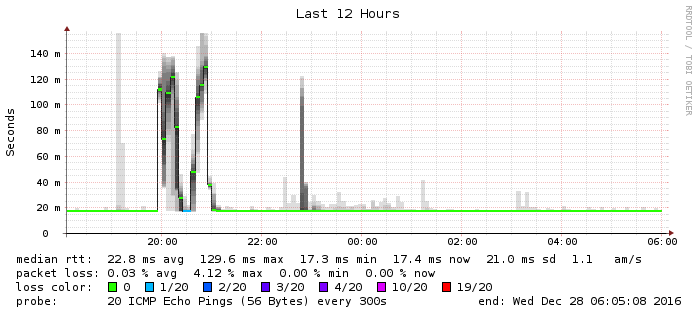 Last 12 Hours
RRDTOOL / TOBI OETIKER
Seconds
140 m
120 m
100 m
80 m
60 m
40 m
20 m
0
20:00 22:00 00:00 02:00 04:00 06:00
median rtt: 22.8 ms avg 129.6 ms max 17.3 ms min 17.4 ms now 21.0 ms sd 1.1 am/s
packet loss: 0.03 % avg 4.12 % max 0.00 % min 0.00 % now
loss color: 0 1/20 2/20 3/20 4/20 10/20 19/20
probe: 20 ICMP Echo Pings (56 Bytes) every 300s end: Wed Dec 28 06:05:08 2016